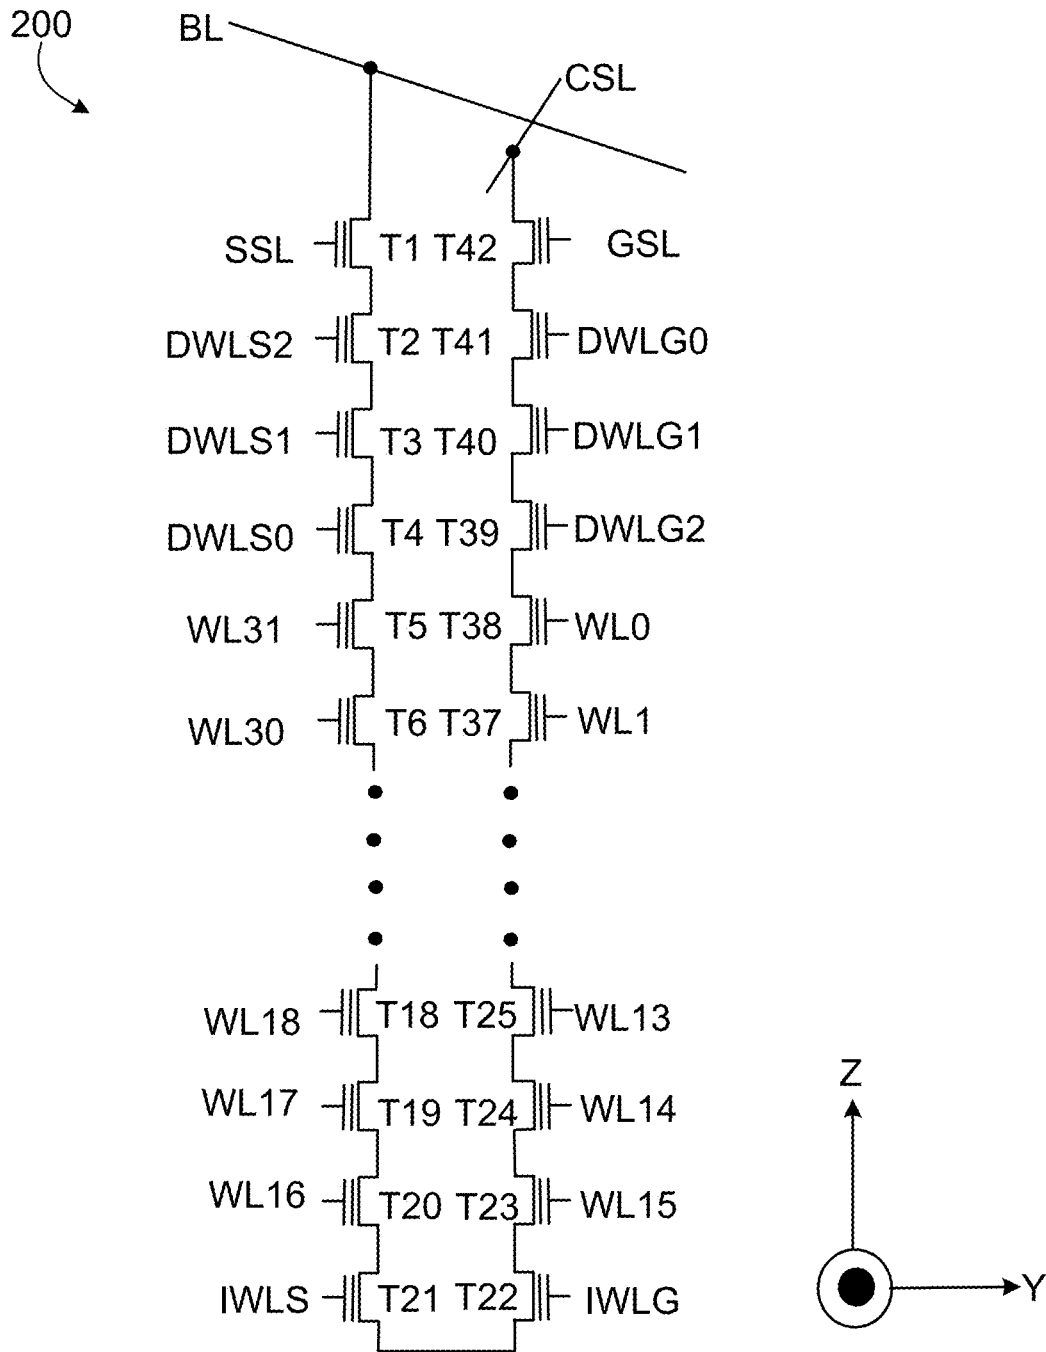 200
BL
CSL
SSL T1 T42 GSL
DWLS2 T2 T41 DWLG0
DWLS1 T3 T40 DWLG1
DWLS0 T4 T39 DWLG2
WL31 T5 T38 WL0
WL30 T6 T37 WL1
WL18 T18 T25 WL13
WL17 T19 T24 WL14
WL16 T20 T23 WL15
IWLS T21 T22 IWLG
Z
Y